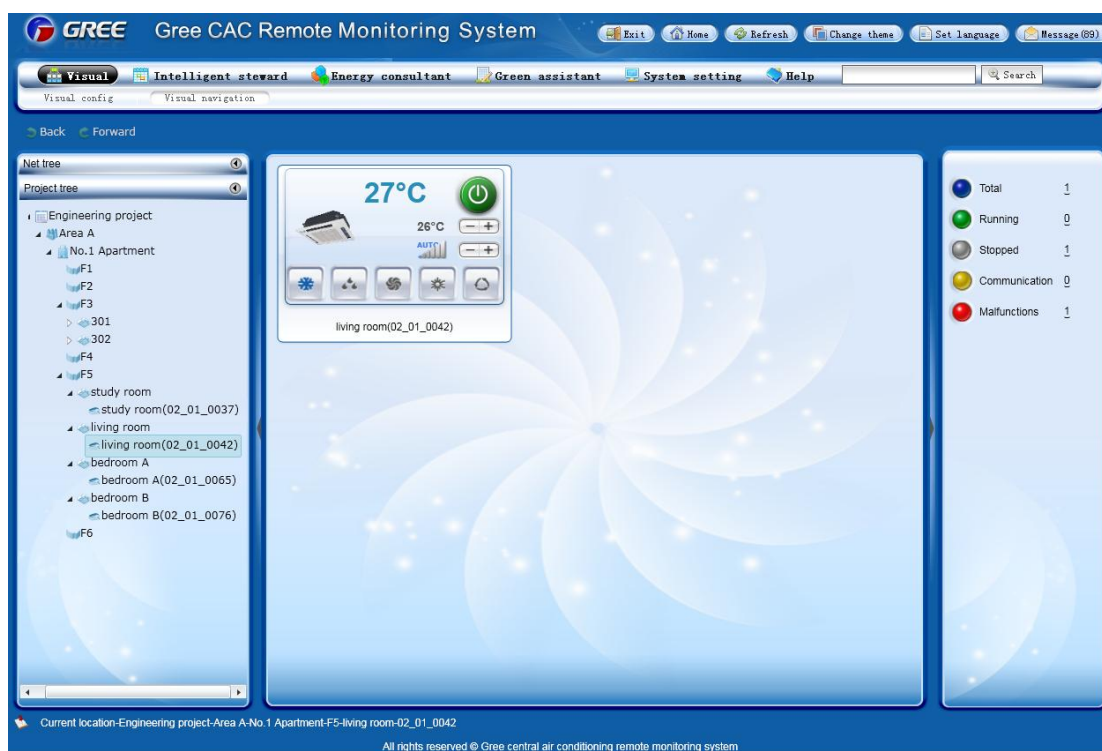 GREE Gree CAC Remote Monitoring System Exit Home Refresh Change theme Set language Message(89)
Visual Intelligent steward Energy consultant Green assistant System setting Help Search
Visual config Visual navigation
Back Forward
Net tree
Project tree
Engineering project
Area A
No.1 Apartment
F1
F2
F3
301
302
F4
F5
study room
study room(02_01_0037)
living room
living room(02_01_0042)
bedroom A
bedroom A(02_01_0065)
bedroom B
bedroom B(02_01_0076)
F6
27°C
26°C
AUTO
living room(02_01_0042)
Total 1
Running 0
Stopped 1
Communication 0
Malfunctions 1
Current location-Engineering project-Area A-No.1 Apartment-F5-living room-02_01_0042
All rights reserved © Gree central air conditioning remote monitoring system